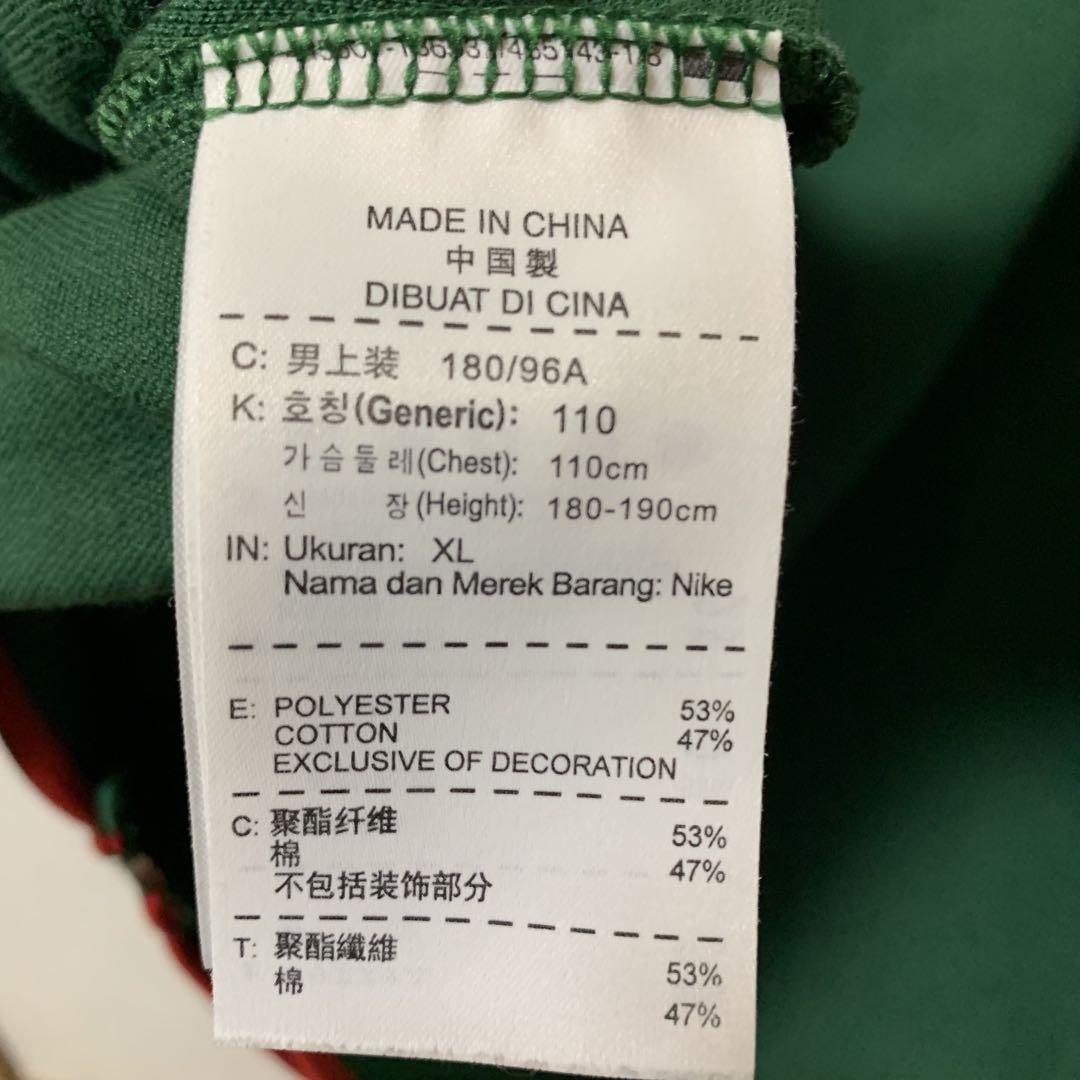 MADE IN CHINA
中国製
DIBUAT DI CINA
C: 男上装 180/96A
K: 호칭(Generic): 110
가슴둘레(Chest): 110cm
신 장(Height): 180-190cm
IN: Ukuran: XL
Nama dan Merek Barang: Nike
E: POLYESTER 53%
COTTON 47%
EXCLUSIVE OF DECORATION
C: 聚酯纤维 53%
棉 47%
不包括装饰部分
T: 聚酯纖維 53%
棉 47%